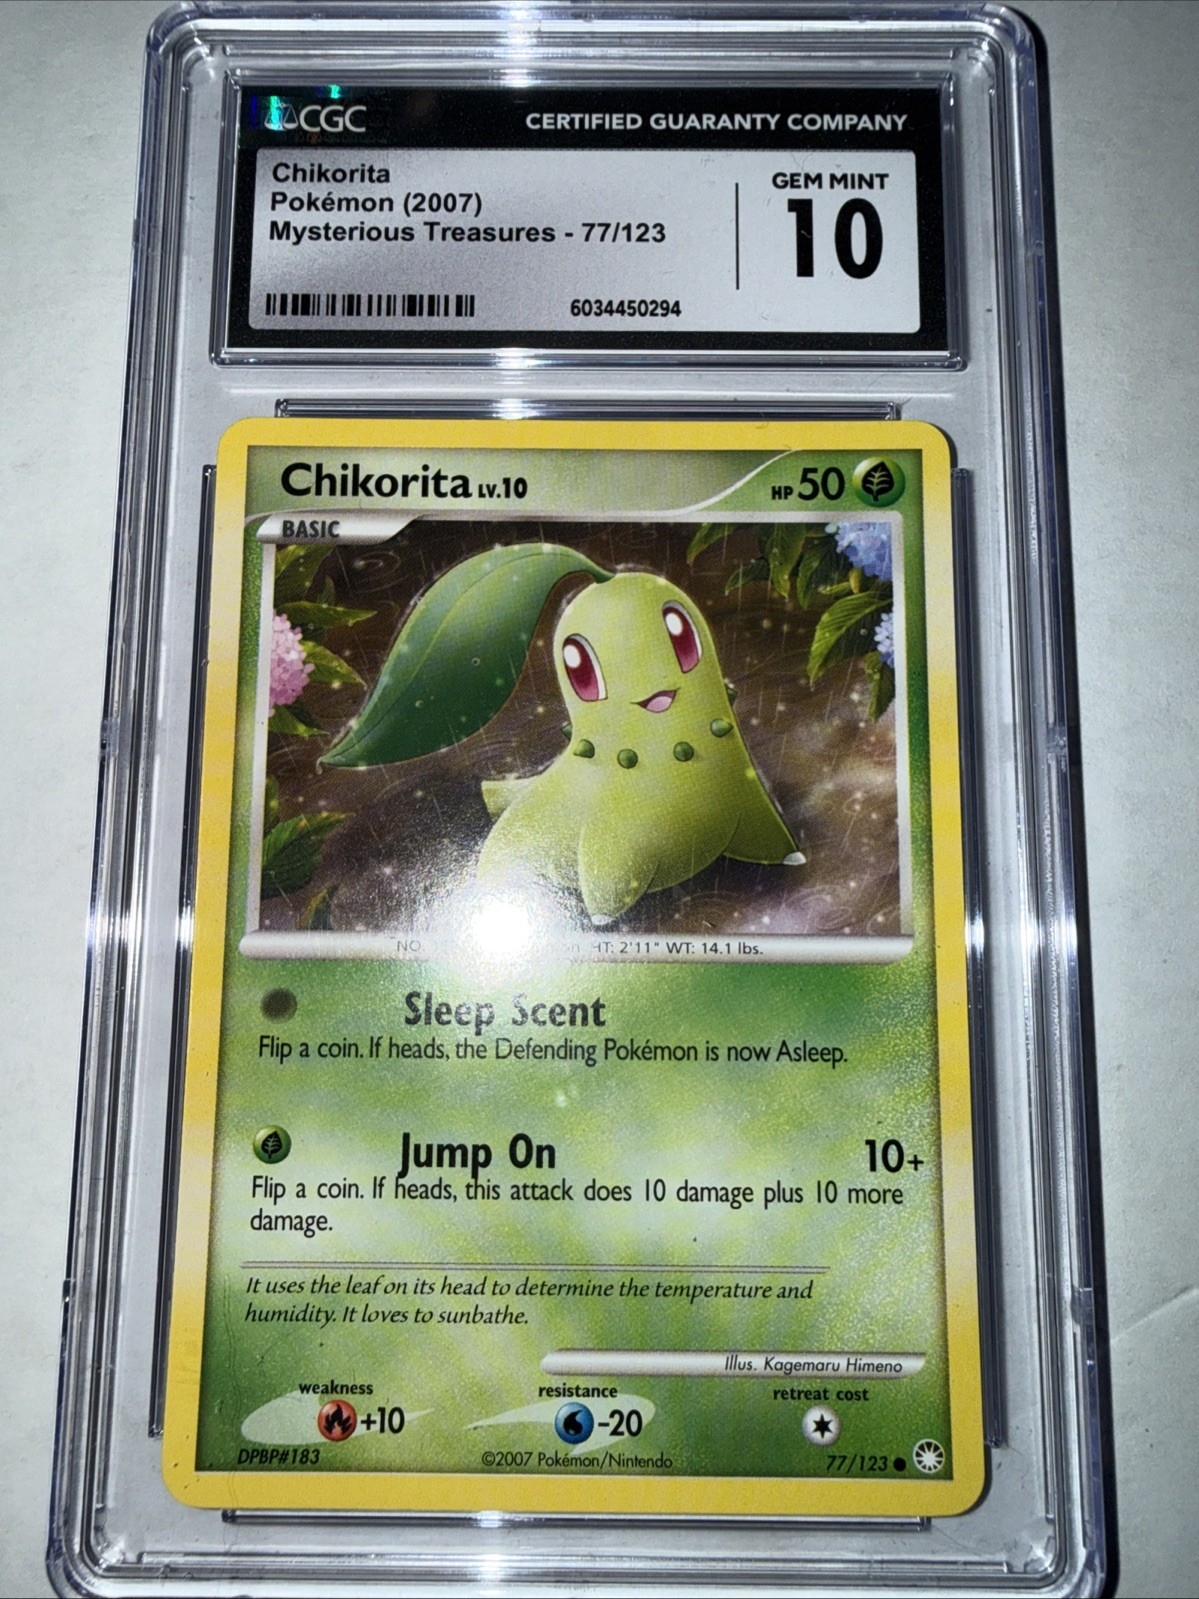 CGC CERTIFIED GUARANTY COMPANY
Chikorita
Pokémon (2007)
Mysterious Treasures - 77/123
GEM MINT
10
6034450294
Chikorita LV.10 HP 50
BASIC
NO. HT: 2'11" WT: 14.1 lbs.
Sleep Scent
Flip a coin. If heads, the Defending Pokémon is now Asleep.
Jump On 10+
Flip a coin. If heads, this attack does 10 damage plus 10 more
damage.
It uses the leaf on its head to determine the temperature and
humidity. It loves to sunbathe.
Illus. Kagemaru Himeno
weakness resistance retreat cost
+10 -20
DPBP#183 ©2007 Pokémon/Nintendo 77/123